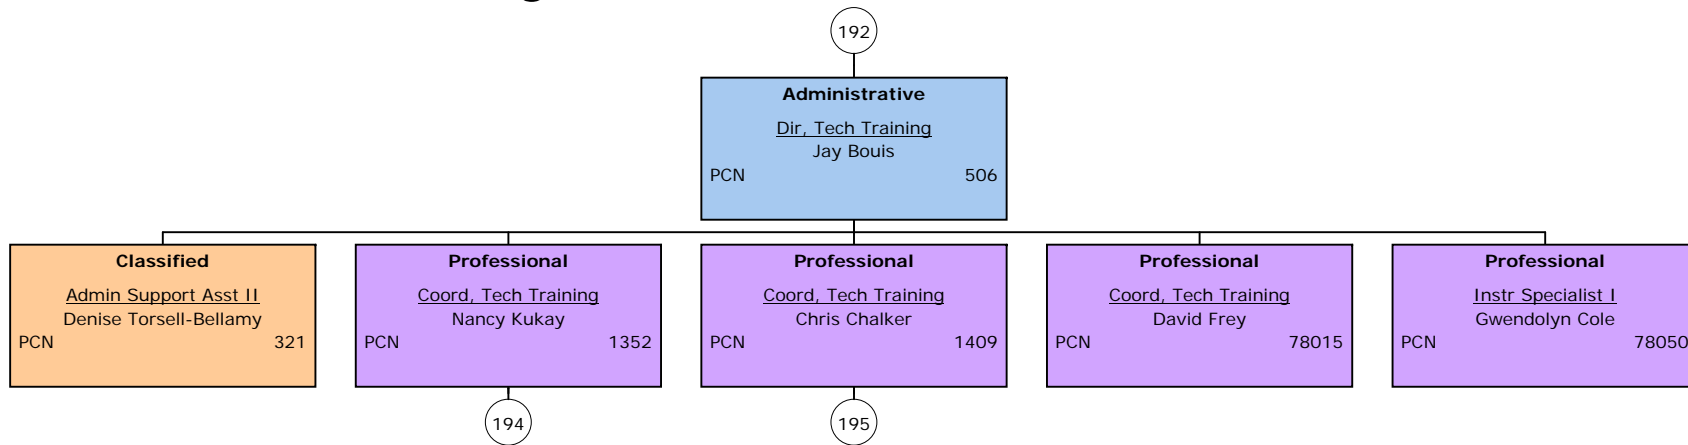 192
Administrative
Dir, Tech Training
Jay Bouis
PCN 506
Classified
Admin Support Asst II
Denise Torsell-Bellamy
PCN 321
Professional
Coord, Tech Training
Nancy Kukay
PCN 1352
194
Professional
Coord, Tech Training
Chris Chalker
PCN 1409
195
Professional
Coord, Tech Training
David Frey
PCN 78015
Professional
Instr Specialist I
Gwendolyn Cole
PCN 78050